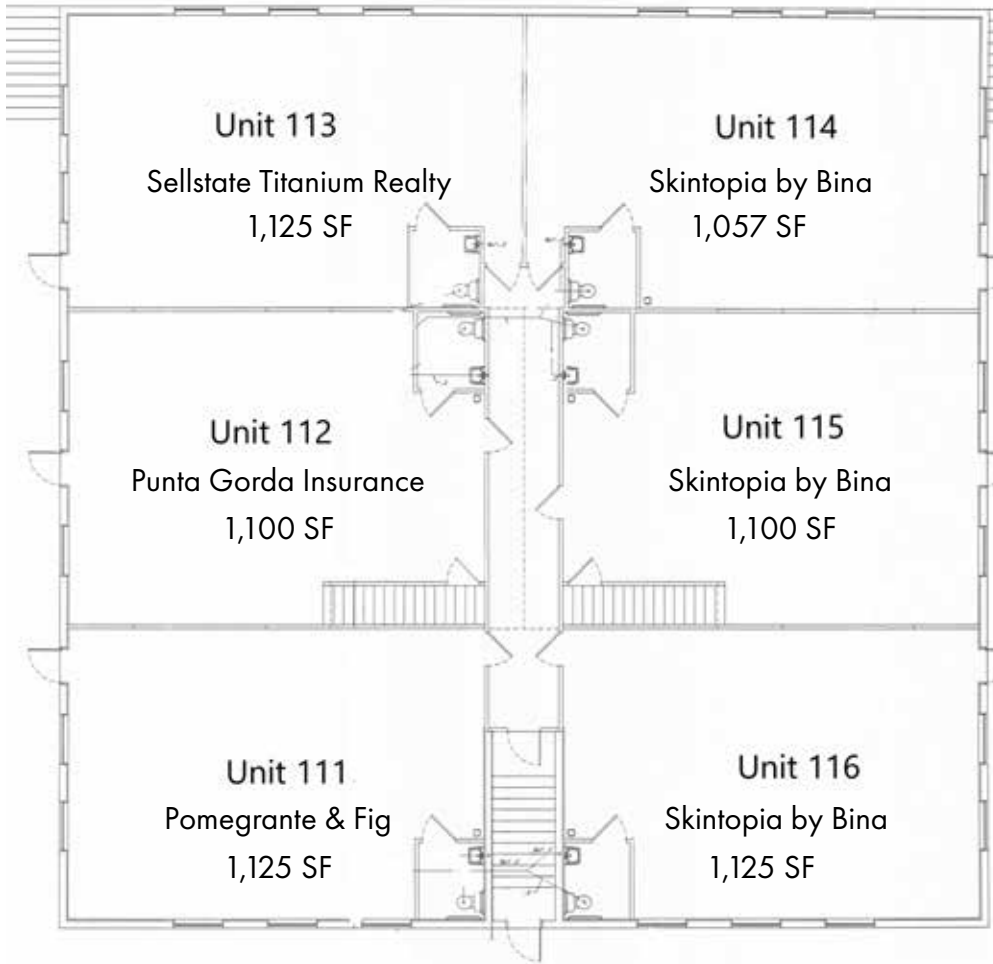 Unit 113
Sellstate Titanium Realty
1,125 SF
Unit 114
Skintopia by Bina
1,057 SF
Unit 112
Punta Gorda Insurance
1,100 SF
Unit 115
Skintopia by Bina
1,100 SF
Unit 111
Pomegrante & Fig
1,125 SF
Unit 116
Skintopia by Bina
1,125 SF